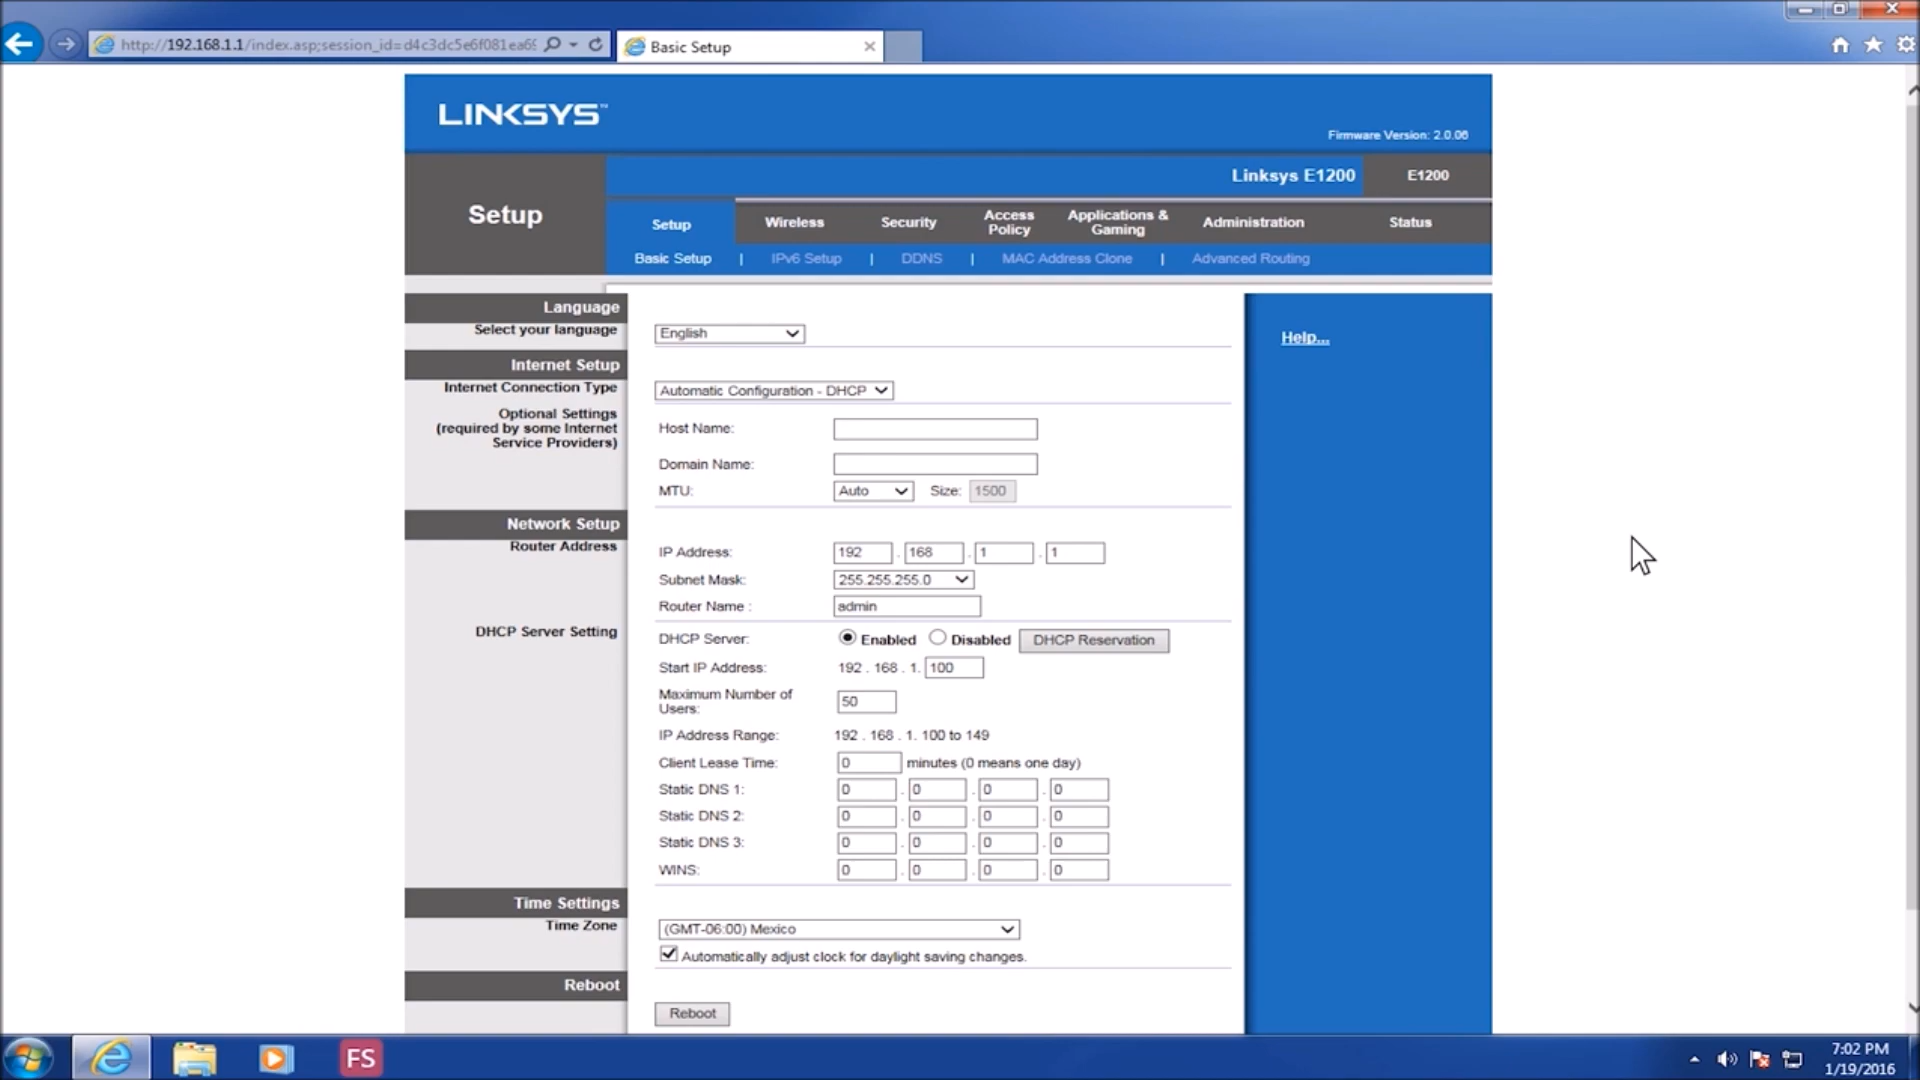 http://192.168.1.1/index.asp;session_id=d4c3dc5e6f081ea6
Basic Setup
LINKSYS™
Firmware Version: 2.0.06
Linksys E1200 E1200
Setup
Setup Wireless Security Access Policy Applications & Gaming Administration Status
Basic Setup | IPv6 Setup | DDNS | MAC Address Clone | Advanced Routing
Language
Select your language English
Help...
Internet Setup
Internet Connection Type Automatic Configuration - DHCP
Optional Settings
(required by some Internet
Service Providers)
Host Name:
Domain Name:
MTU: Auto Size: 1500
Network Setup
Router Address
IP Address: 192 . 168 . 1 . 1
Subnet Mask: 255.255.255.0
Router Name : admin
DHCP Server Setting
DHCP Server: Enabled Disabled DHCP Reservation
Start IP Address: 192 . 168 . 1. 100
Maximum Number of
Users: 50
IP Address Range: 192 . 168 . 1. 100 to 149
Client Lease Time: 0 minutes (0 means one day)
Static DNS 1: 0 . 0 . 0 . 0
Static DNS 2: 0 . 0 . 0 . 0
Static DNS 3: 0 . 0 . 0 . 0
WINS: 0 . 0 . 0 . 0
Time Settings
Time Zone
(GMT-06:00) Mexico
Automatically adjust clock for daylight saving changes.
Reboot
Reboot
FS
7:02 PM
1/19/2016